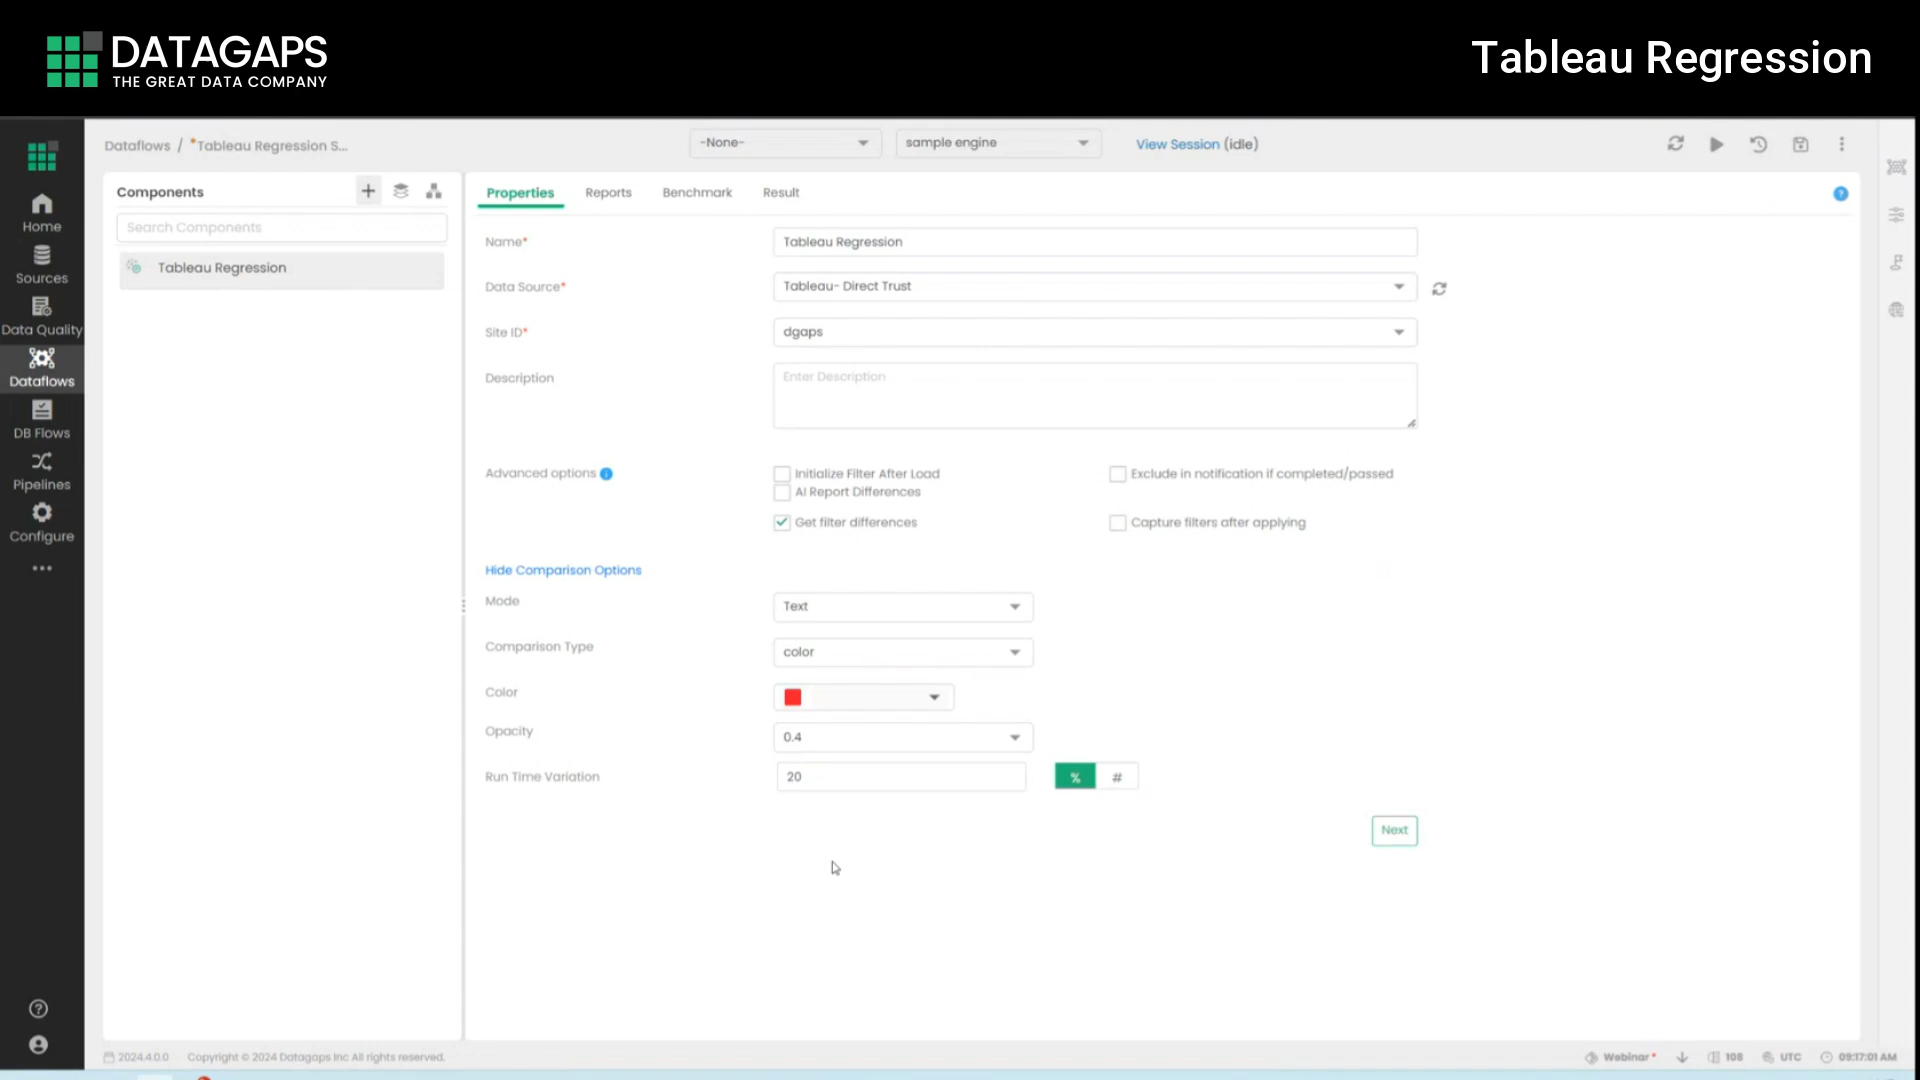 DATAGAPS
THE GREAT DATA COMPANY
Tableau Regression
Dataflows / *Tableau Regression S...
-None-
sample engine
View Session (idle)
Home
Sources
Data Quality
Dataflows
DB Flows
Pipelines
Configure
Components
Search Components
Tableau Regression
Properties
Reports
Benchmark
Result
Name*
Tableau Regression
Data Source*
Tableau- Direct Trust
Site ID*
dgaps
Description
Enter Description
Advanced options
Initialize Filter After Load
Exclude in notification if completed/passed
AI Report Differences
Get filter differences
Capture filters after applying
Hide Comparison Options
Mode
Text
Comparison Type
color
Color
Opacity
0.4
Run Time Variation
20
%
#
Next
2024.4.0.0
Copyright © 2024 Datagaps Inc All rights reserved.
Webinar*
108
UTC
09:17:01 AM